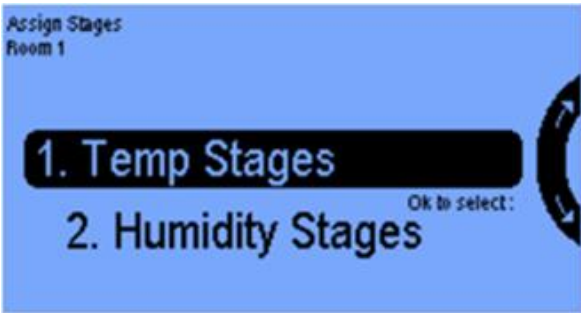 Assign Stages
Room 1
1. Temp Stages
Ok to select:
2. Humidity Stages